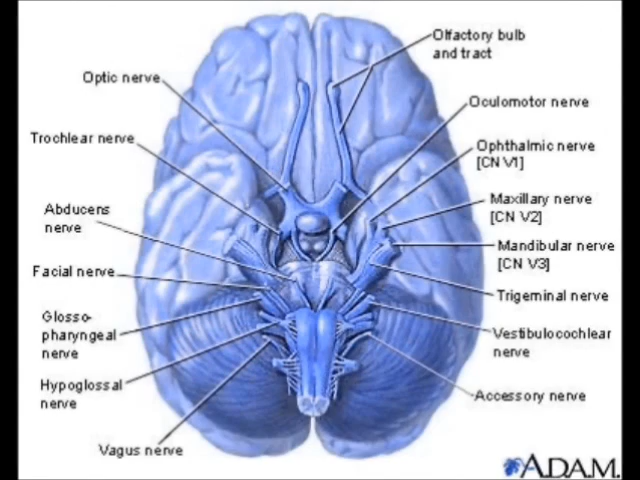 Olfactory bulb
and tract
Optic nerve
Oculomotor nerve
Trochlear nerve
Ophthalmic nerve
[CN V1]
Maxillary nerve
[CN V2]
Abducens
nerve
Mandibular nerve
[CN V3]
Facial nerve
Trigeminal nerve
Glosso-
pharyngeal
nerve
Vestibulocochlear
nerve
Hypoglossal
nerve
Accessory nerve
Vagus nerve
A.D.A.M.